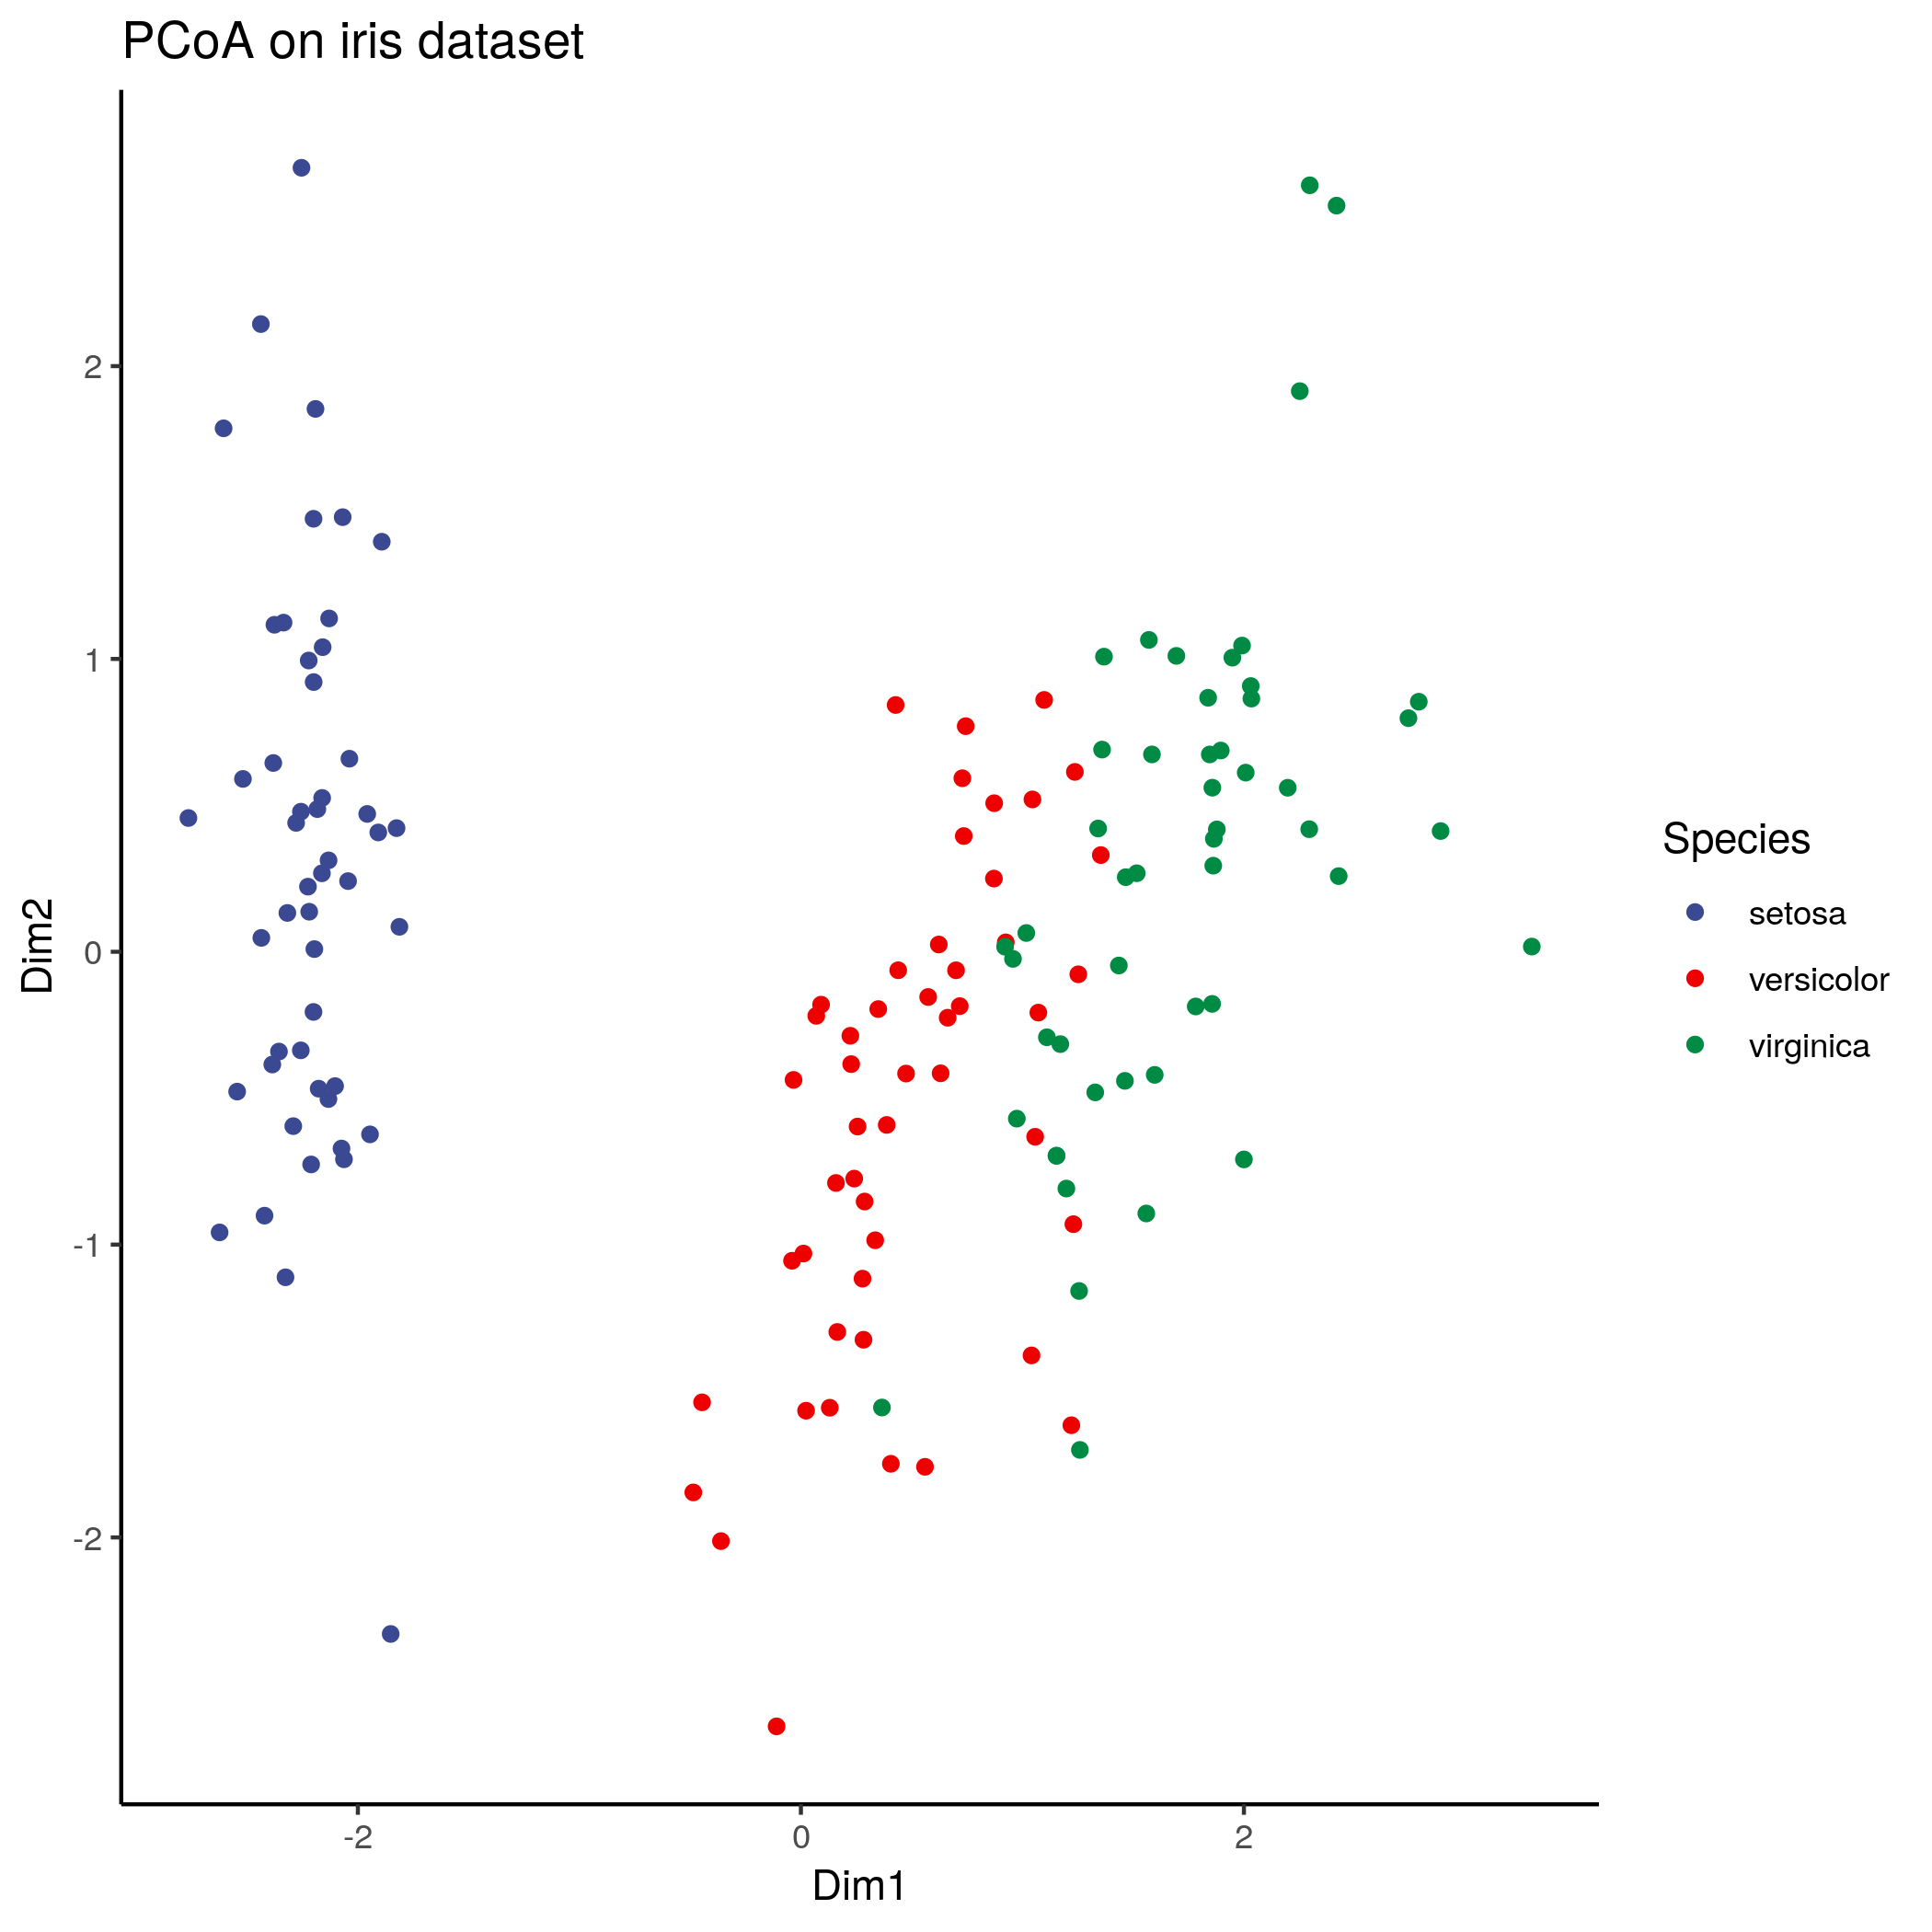 PCoA on iris dataset
2
1
0
-1
-2
Dim2
-2
0
2
Dim1
Species
setosa
versicolor
virginica